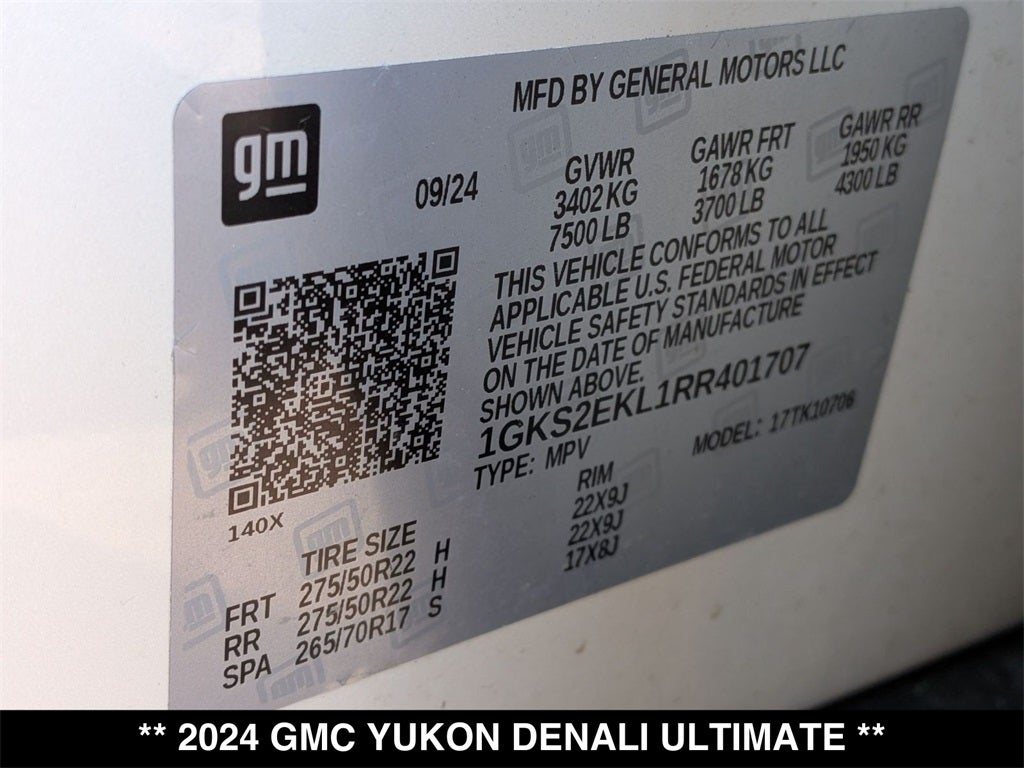 MFD BY GENERAL MOTORS LLC
gm
09/24
GVWR
3402 KG
7500 LB
GAWR FRT
1678 KG
3700 LB
GAWR RR
1950 KG
4300 LB
THIS VEHICLE CONFORMS TO ALL
APPLICABLE U.S. FEDERAL MOTOR
VEHICLE SAFETY STANDARDS IN EFFECT
ON THE DATE OF MANUFACTURE
SHOWN ABOVE.
1GKS2EKL1RR401707
TYPE: MPV
MODEL: 17TK10706
140X
TIRE SIZE
RIM
FRT 275/50R22 H 22X9J
RR 275/50R22 H 22X9J
SPA 265/70R17 S 17X8J
** 2024 GMC YUKON DENALI ULTIMATE **